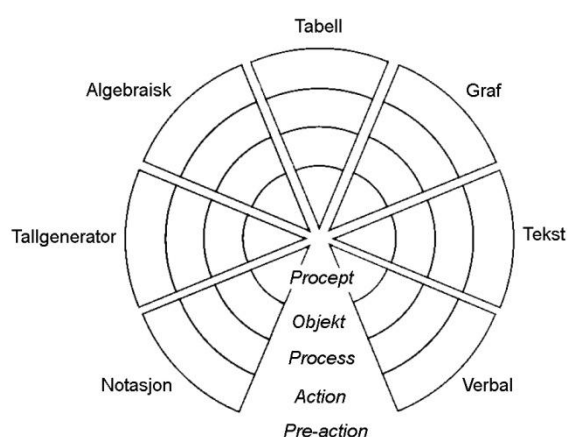 Tabell
Algebraisk
Graf
Tallgenerator
Tekst
Procept
Objekt
Process
Notasjon
Verbal
Action
Pre-action